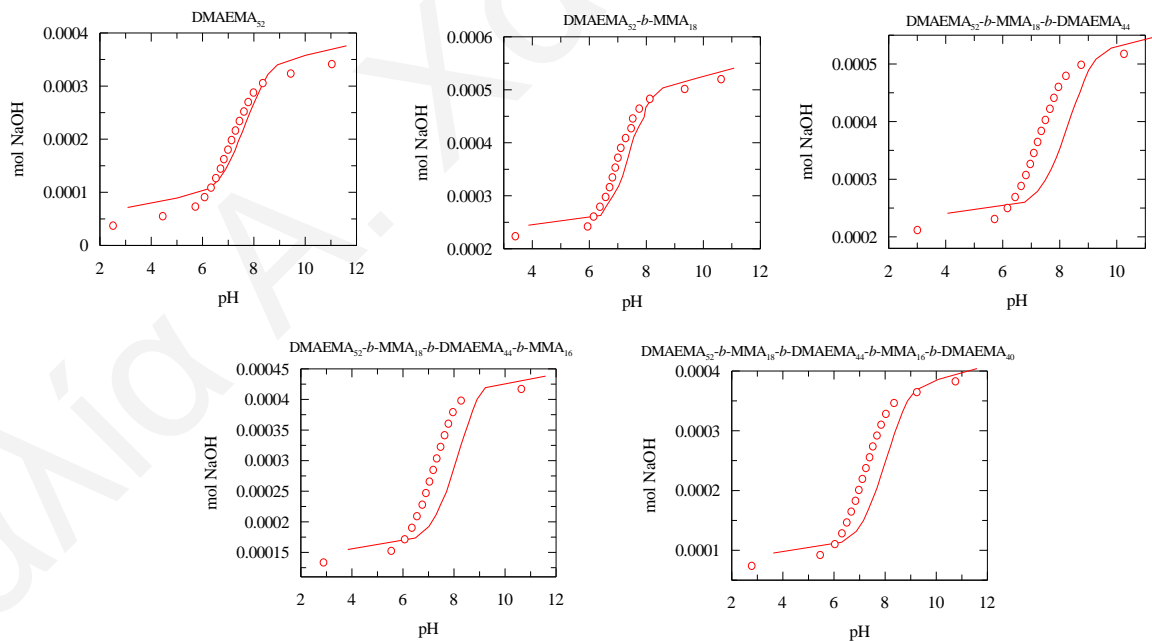 DMAEMA52
0.0004
0.0003
0.0002
0.0001
0
mol NaOH
2 4 6 8 10 12
pH
DMAEMA52-b-MMA18
0.0006
0.0005
0.0004
0.0003
0.0002
mol NaOH
2 4 6 8 10 12
pH
DMAEMA52-b-MMA18-b-DMAEMA44
0.0005
0.0004
0.0003
0.0002
mol NaOH
2 4 6 8 10
pH
DMAEMA52-b-MMA18-b-DMAEMA44-b-MMA16
0.00045
0.0004
0.00035
0.0003
0.00025
0.0002
0.00015
mol NaOH
2 4 6 8 10 12
pH
DMAEMA52-b-MMA18-b-DMAEMA44-b-MMA16-b-DMAEMA40
0.0004
0.0003
0.0002
0.0001
mol NaOH
2 4 6 8 10 12
pH
αλία Α. Χα